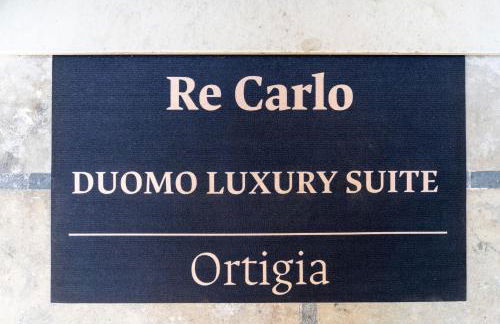 Re Carlo
DUOMO LUXURY SUITE
Ortigia